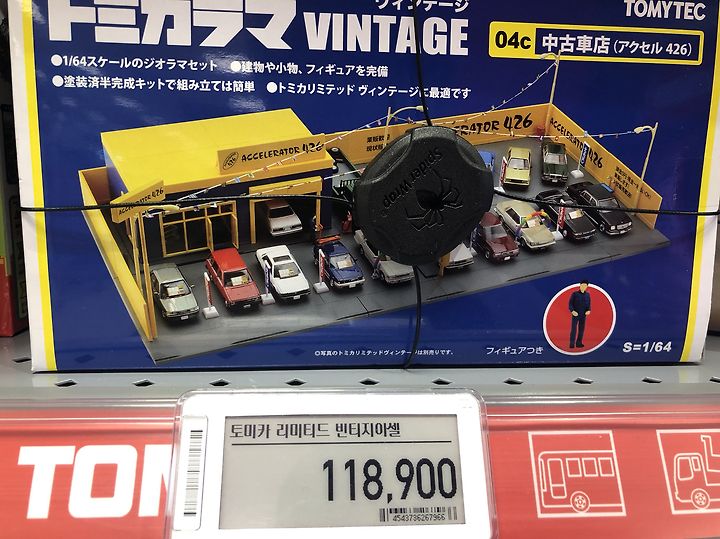 ヴィンテージ
トミカラマ VINTAGE
TOMYTEC
04c 中古車店(アクセル 426)
●1/64スケールのジオラマセット ●建物や小物、フィギュアを完備
●塗装済半完成キットで組み立ては簡単 ●トミカリミテッド ヴィンテージに最適です
ACCELERATOR 426
ACCELERATOR 426
426
ACCELERATOR 426
spider wrap
◎写真のトミカリミテッドヴィンテージは別売りです。
フィギュアつき
S=1/64
토미카 리미티드 빈티지아셀
118,900
4543736267966
TOM